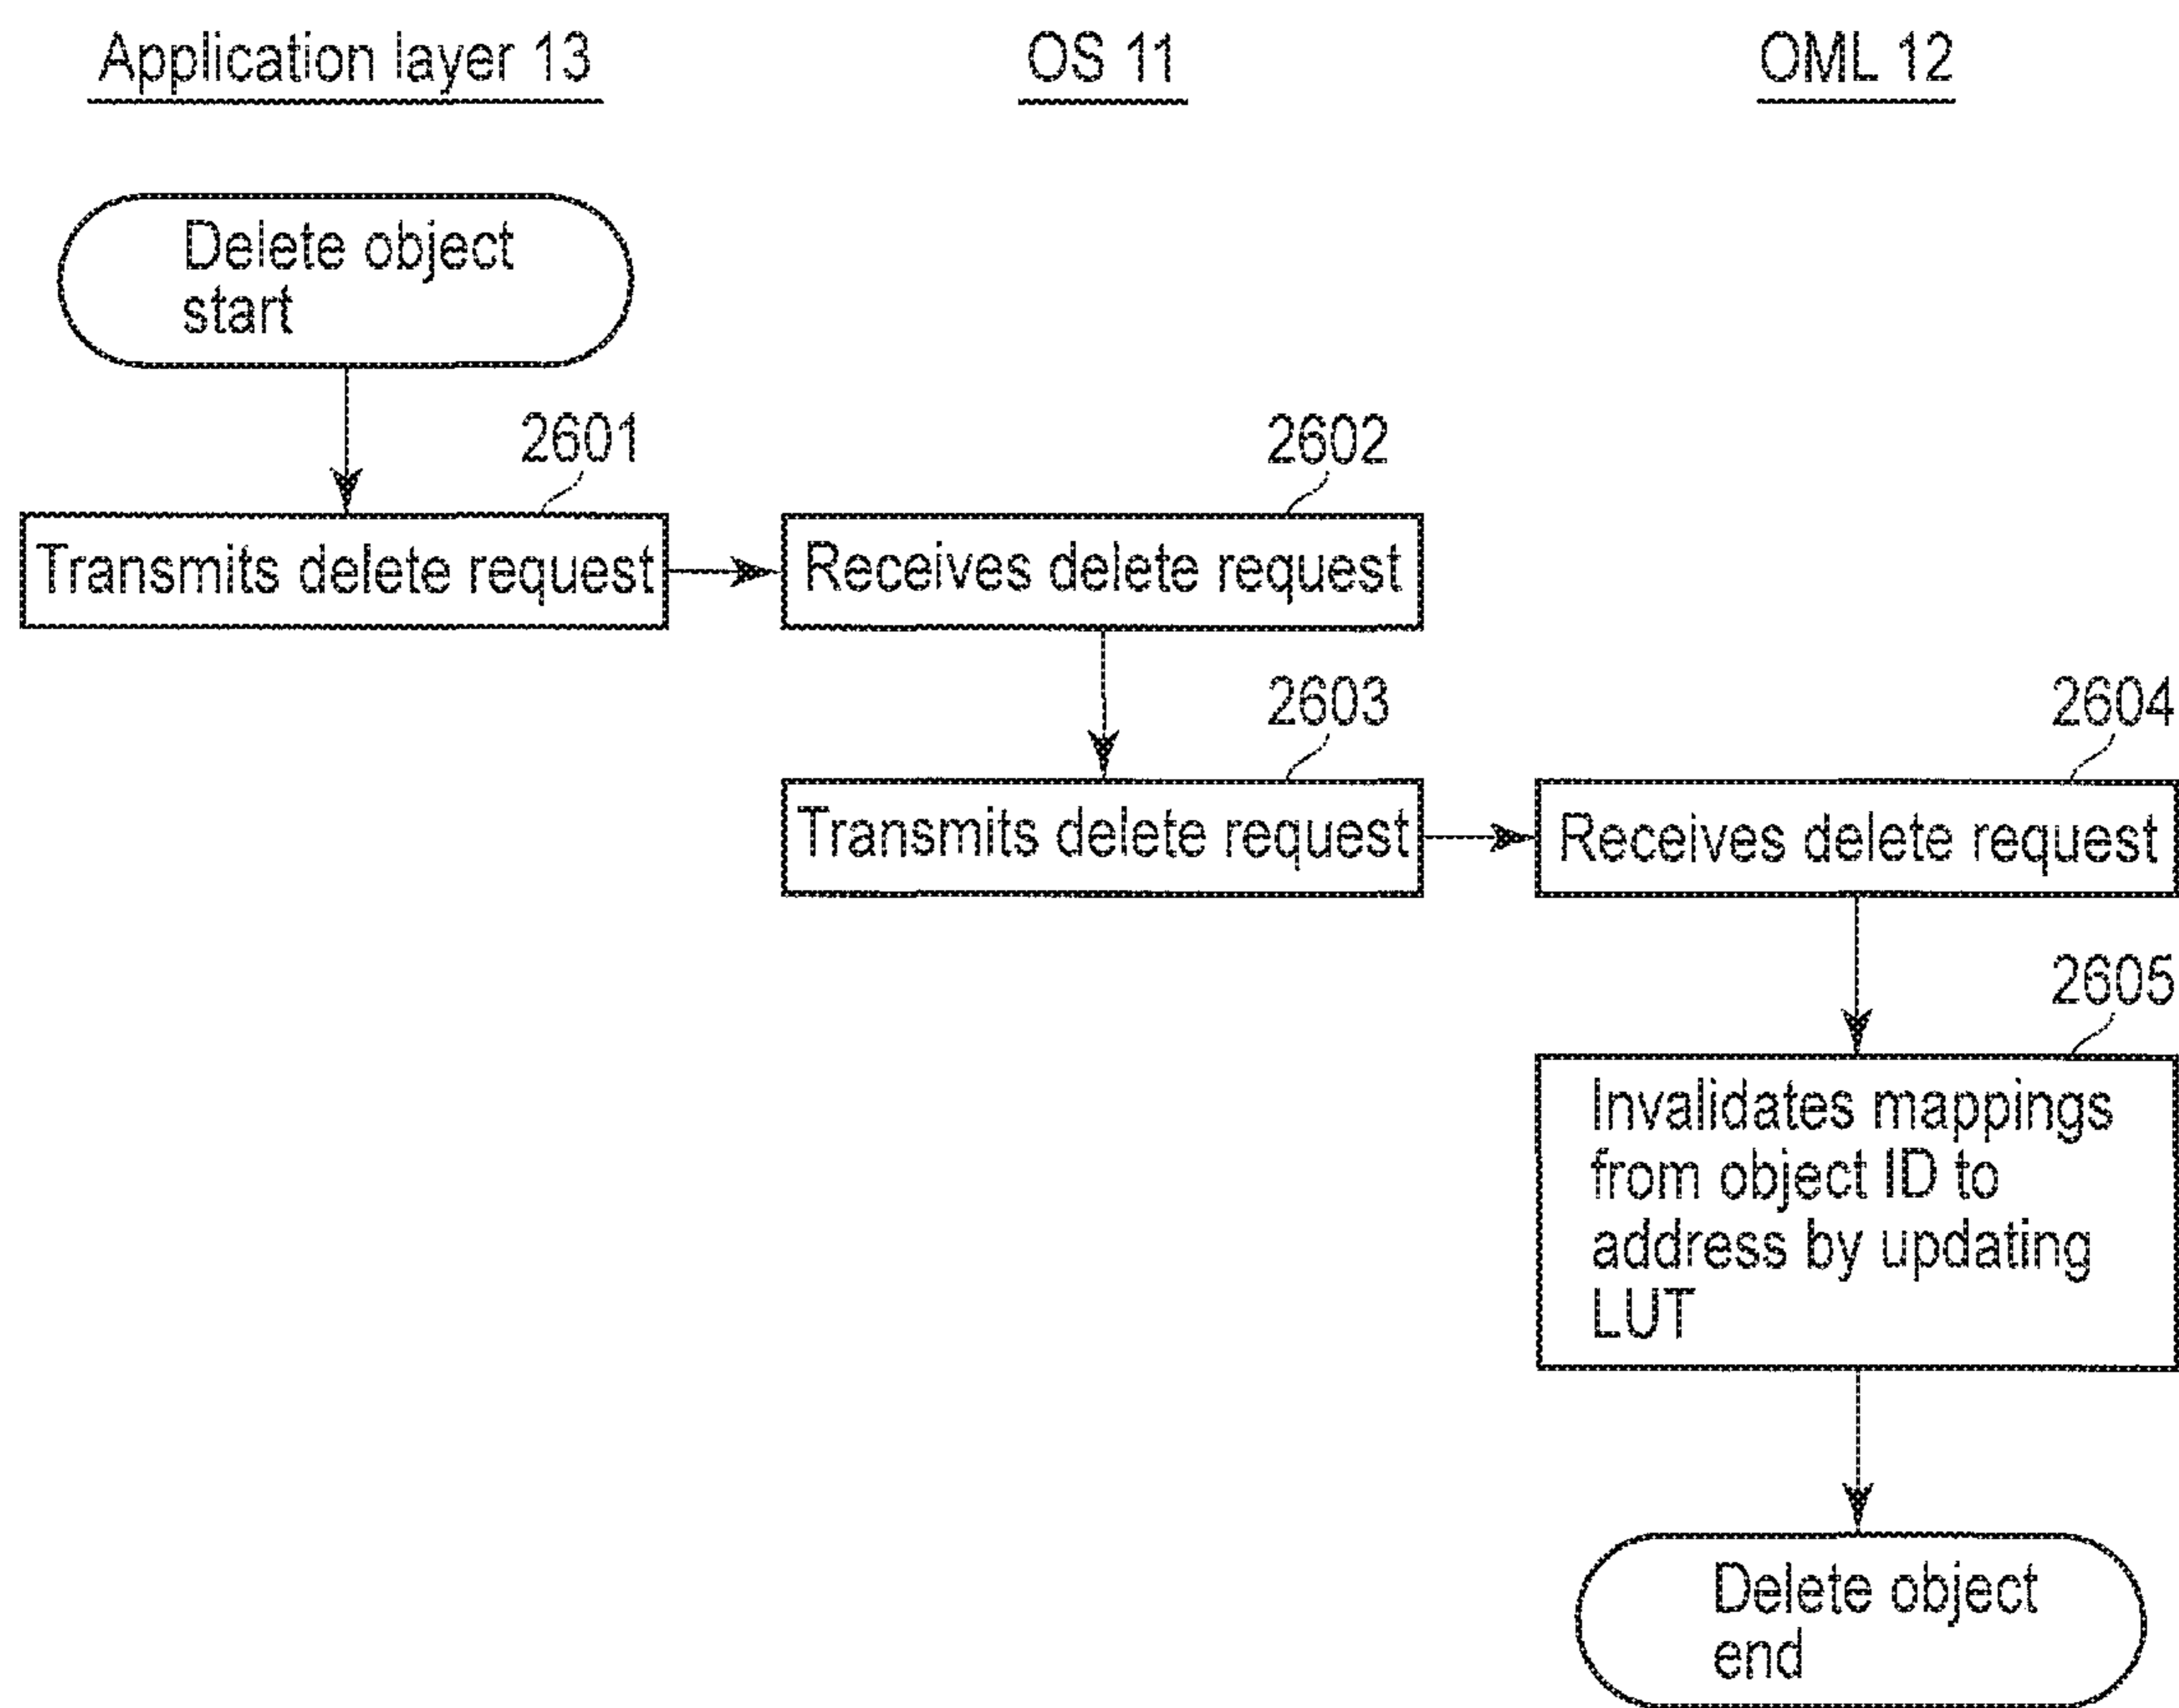 Application layer 13
OS 11
OML 12
Delete object
start
2601
2602
Transmits delete request
Receives delete request
2603
2604
Transmits delete request
Receives delete request
2605
Invalidates mappings
from object ID to
address by updating
LUT
Delete object
end